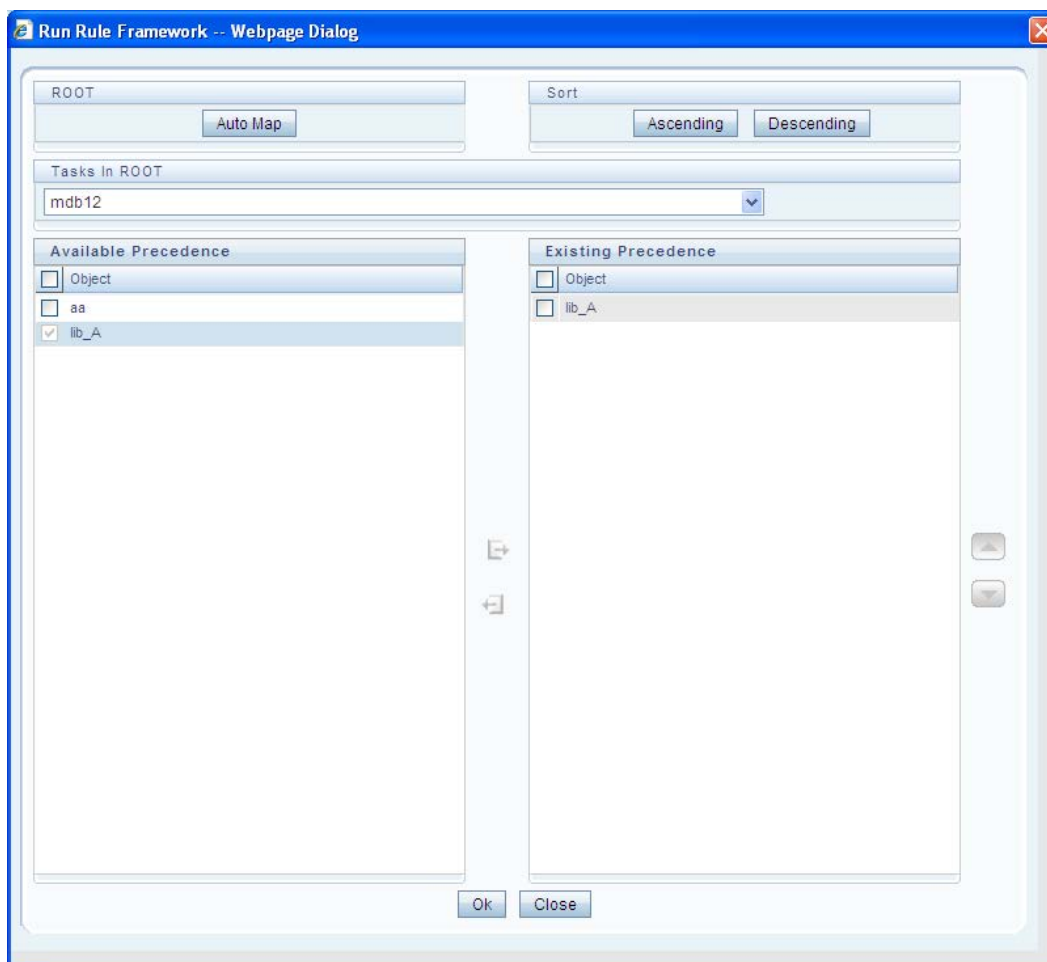 Run Rule Framework -- Webpage Dialog
ROOT
Auto Map
Sort
Ascending Descending
Tasks In ROOT
mdb12
Available Precedence
Object
aa
lib_A
Existing Precedence
Object
lib_A
Ok Close